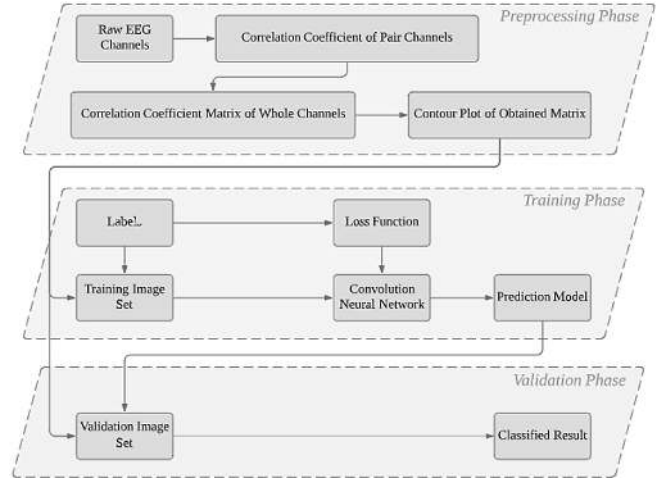 Preprocessing Phase
Raw EEG
Channels
Correlation Coefficient of Pair Channels
Correlation Coefficient Matrix of Whole Channels
Contour Plot of Obtained Matrix
Training Phase
Label..
Loss Function
Training Image
Set
Convolution
Neural Network
Prediction Model
Validation Phase
Validation Image
Set
Classified Result